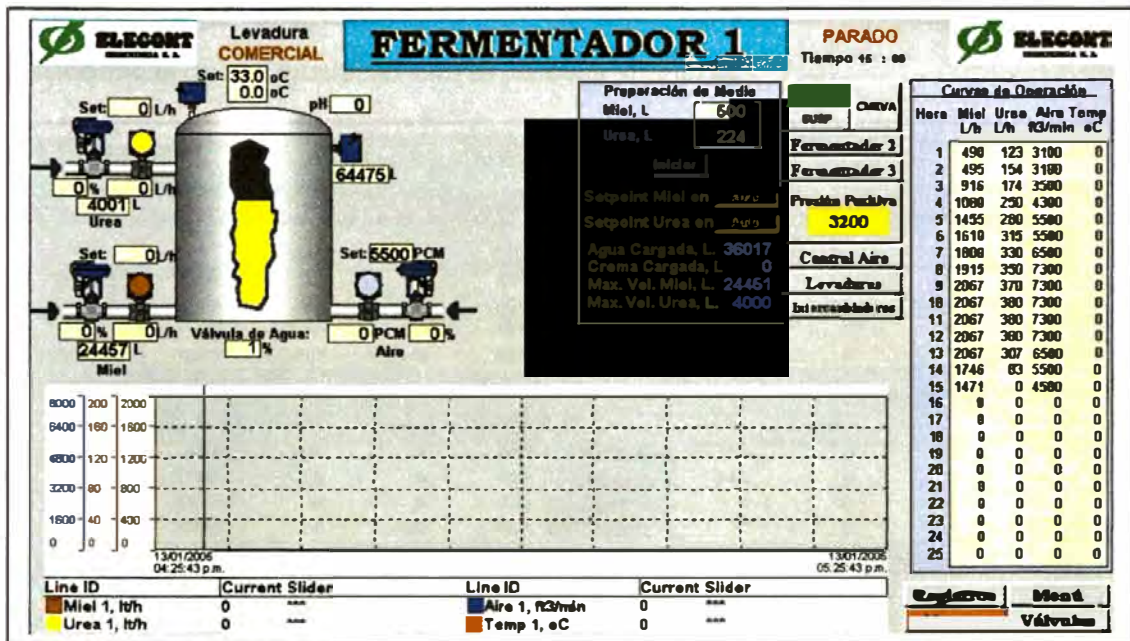 ELECONT
Levadura
COMERCIAL
FERMENTADOR 1
PARADO
Tiempo
ELECONT
Set: 33.0 oC
0.0 oC
pH 0
Set: 0 L/h
0 % 0 L/h
4001 L
Urea
64475 L
Set: 0 L/h
Set: 5500 PCM
0 % 0 L/h
24457 L
Miel
Válvula de Agua:
1 %
0 PCM 0 %
Aire
Preparación de Medio
Miel, L 600
Urea, L 224
Iniciar
Setpoint Miel en
Setpoint Urea en Auto
Agua Cargada, L. 36017
Crema Cargada, L 0
Max. Vel. Miel, L. 24451
Max. Vel. Urea, L. 4000
SUSP
Fermentador 2
Fermentador 3
Presión Positiva
3200
Control Aire
Levaduras
Intercambiadores
Curvas de Operación
Hora Miel Urea Aire Temp
L/h L/h ft3/min oC
1 490 123 3100 0
2 495 154 3100 0
3 916 174 3500 0
4 1080 250 4300 0
5 1455 280 5500 0
6 1610 315 5500 0
7 1800 330 6500 0
8 1915 350 7300 0
9 2067 370 7300 0
10 2067 380 7300 0
11 2067 380 7300 0
12 2067 380 7300 0
13 2067 307 6500 0
14 1746 83 5500 0
15 1471 0 4500 0
16 0 0 0 0
17 0 0 0 0
18 0 0 0 0
19 0 0 0 0
20 0 0 0 0
21 0 0 0 0
22 0 0 0 0
23 0 0 0 0
24 0 0 0 0
25 0 0 0 0
8000 200 2000
6400 160 1600
4800 120 1200
3200 80 800
1600 40 400
0 0 0
13/01/2006
04:25:43 p.m.
13/01/2006
05:25:43 p.m.
Line ID Current Slider Line ID Current Slider
Miel 1, lt/h 0 *** Aire 1, ft3/min 0 ***
Urea 1, lt/h 0 *** Temp 1, oC 0 ***
Registros Menú
Válvulas